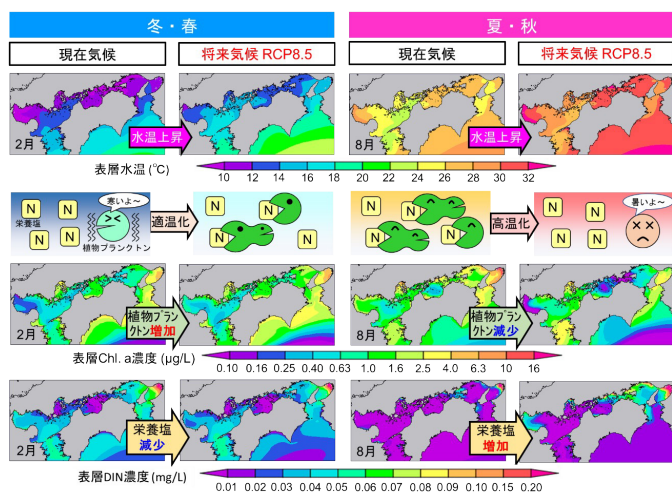 冬・春
夏・秋
現在気候
将来気候 RCP8.5
現在気候
将来気候 RCP8.5
2月
水温上昇
8月
水温上昇
表層水温 (℃)
10 12 14 16 18 20 22 24 26 28 30 32
N
N
N
N
栄養塩
寒いよ~
植物プランクトン
適温化
N
N
N
N
N
N
N
N
高温化
N
N
N
N
暑いよ~
2月
植物プラン
クトン増加
8月
植物プラン
クトン減少
表層Chl. a濃度 (μg/L)
0.10 0.16 0.25 0.40 0.63 1.0 1.6 2.5 4.0 6.3 10 16
2月
栄養塩
減少
8月
栄養塩
増加
表層DIN濃度 (mg/L)
0.01 0.02 0.03 0.04 0.05 0.06 0.07 0.08 0.09 0.10 0.15 0.20